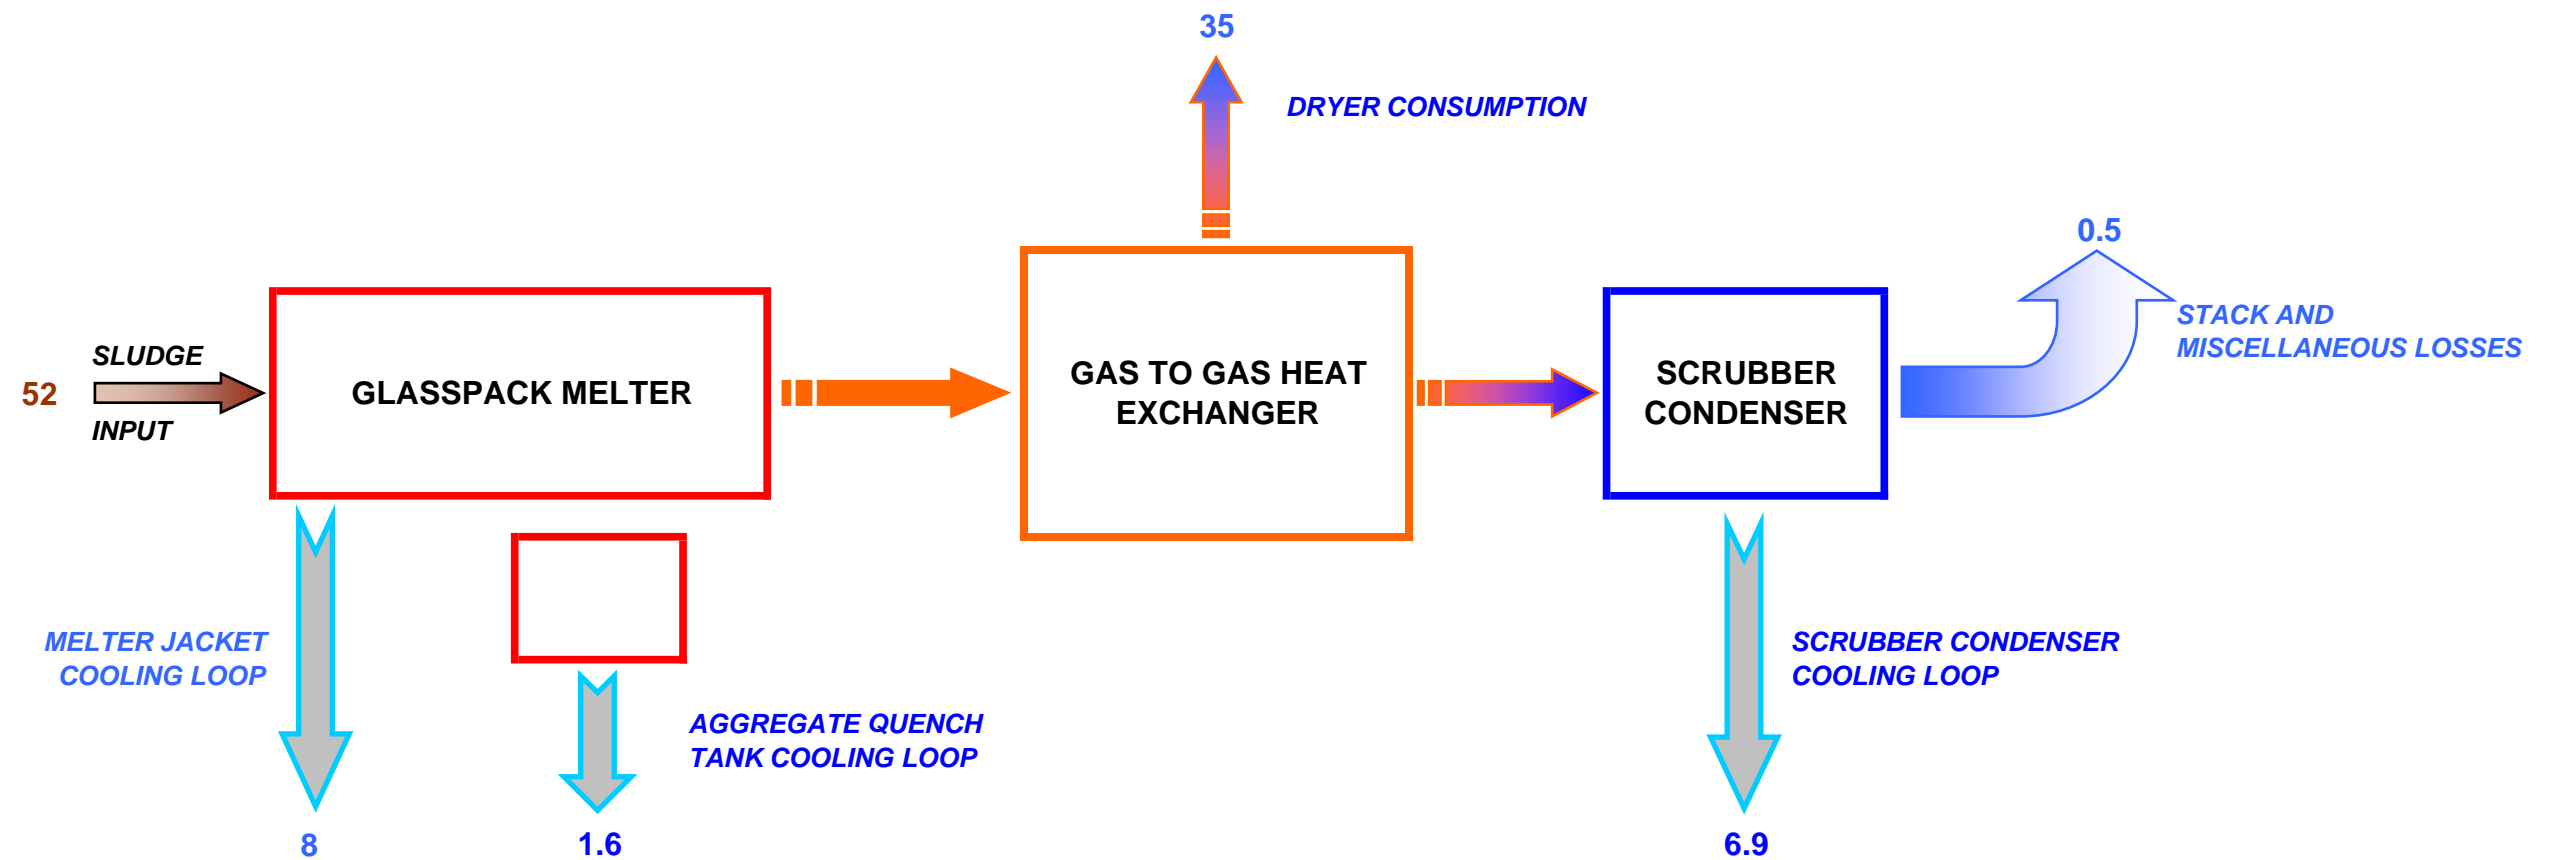 35
DRYER CONSUMPTION
0.5
STACK AND
MISCELLANEOUS LOSSES
SLUDGE
52
INPUT
GLASSPACK MELTER
GAS TO GAS HEAT
EXCHANGER
SCRUBBER
CONDENSER
MELTER JACKET
COOLING LOOP
AGGREGATE QUENCH
TANK COOLING LOOP
SCRUBBER CONDENSER
COOLING LOOP
8
1.6
6.9